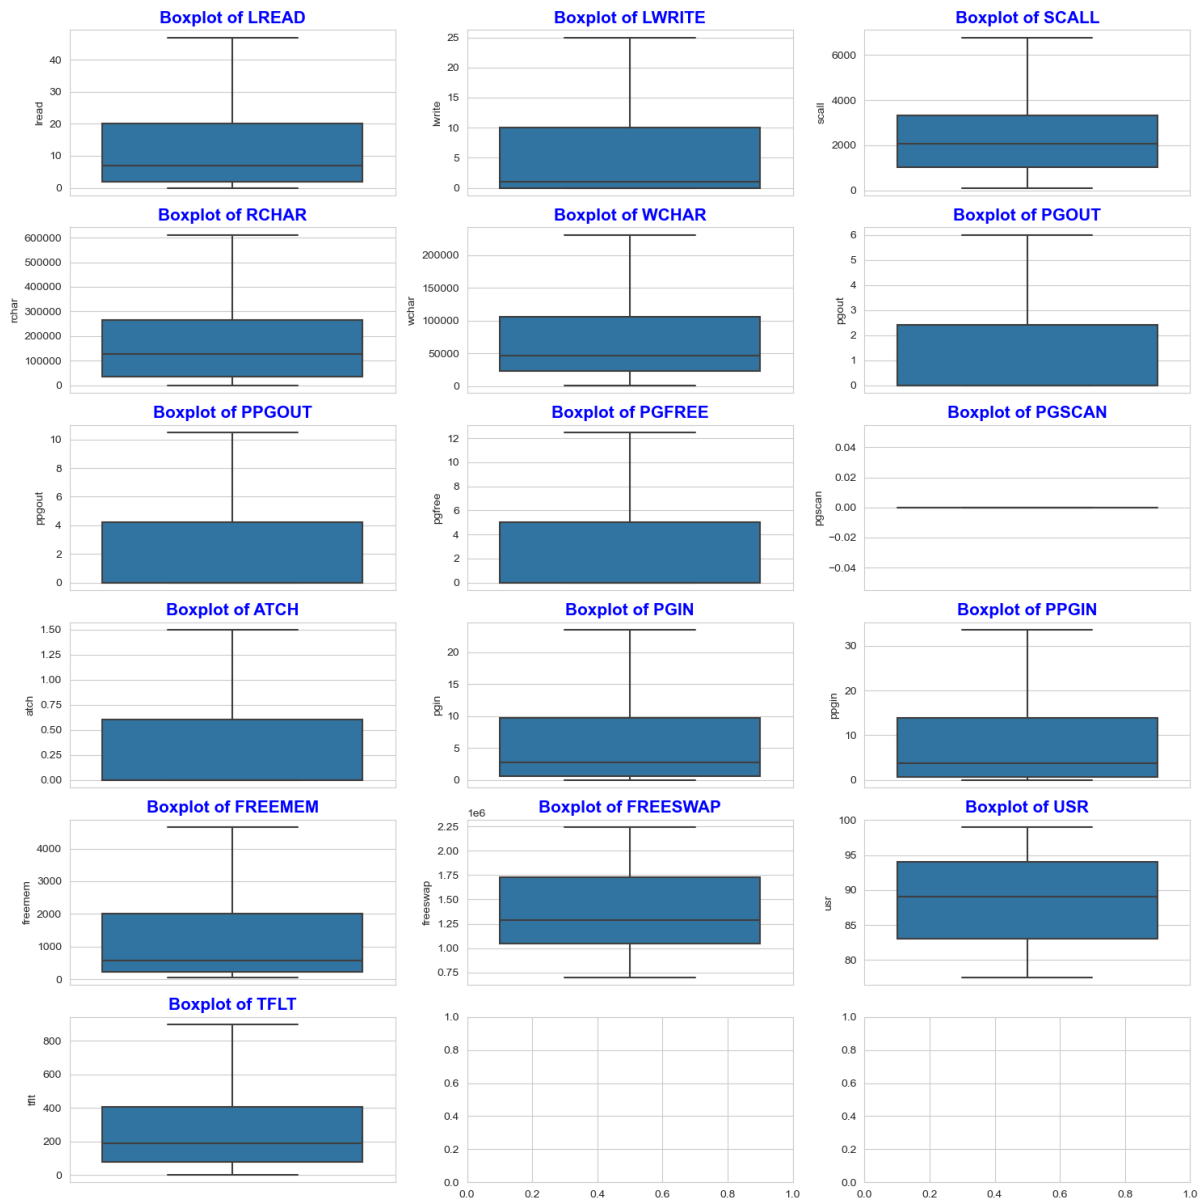 Boxplot of LREAD
lread
40
30
20
10
0
Boxplot of LWRITE
lwrite
25
20
15
10
5
0
Boxplot of SCALL
scall
6000
4000
2000
0
Boxplot of RCHAR
rchar
600000
500000
400000
300000
200000
100000
0
Boxplot of WCHAR
wchar
200000
150000
100000
50000
0
Boxplot of PGOUT
pgout
6
5
4
3
2
1
0
Boxplot of PPGOUT
ppgout
10
8
6
4
2
0
Boxplot of PGFREE
pgfree
12
10
8
6
4
2
0
Boxplot of PGSCAN
pgscan
0.04
0.02
0.00
−0.02
−0.04
Boxplot of ATCH
atch
1.50
1.25
1.00
0.75
0.50
0.25
0.00
Boxplot of PGIN
pgin
20
15
10
5
0
Boxplot of PPGIN
ppgin
30
20
10
0
Boxplot of FREEMEM
freemem
4000
3000
2000
1000
0
Boxplot of FREESWAP
1e6
freeswap
2.25
2.00
1.75
1.50
1.25
1.00
0.75
Boxplot of USR
usr
100
95
90
85
80
Boxplot of TFLT
tflt
800
600
400
200
0
1.0
0.8
0.6
0.4
0.2
0.0
0.0 0.2 0.4 0.6 0.8 1.0
1.0
0.8
0.6
0.4
0.2
0.0
0.0 0.2 0.4 0.6 0.8 1.0